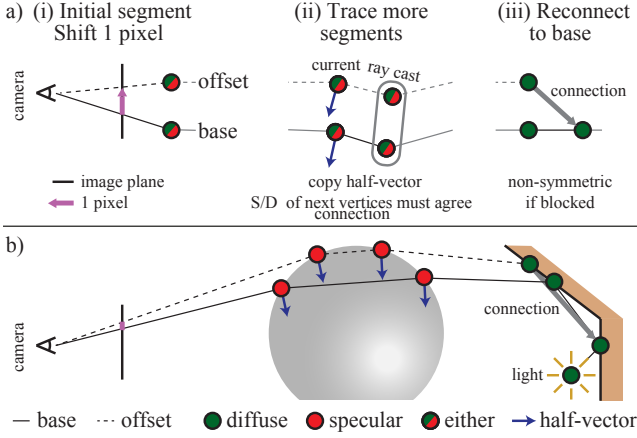 a) (i) Initial segment (ii) Trace more (iii) Reconnect
Shift 1 pixel segments to base
camera
offset
base
current
ray cast
connection
image plane
1 pixel
copy half-vector
S/D of next vertices must agree
connection
non-symmetric
if blocked
b)
camera
connection
light
base offset diffuse specular either half-vector